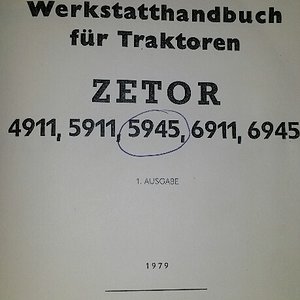 Werkstatthandbuch
für Traktoren
ZETOR
4911, 5911, 5945, 6911, 6945
1. AUSGABE
1979